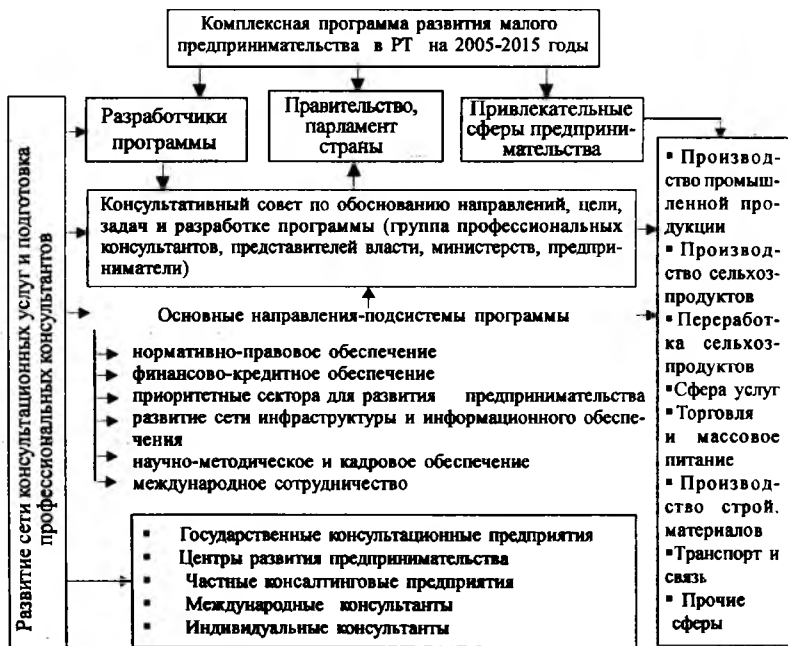 Комплексная программа развития малого
предпринимательства в РТ на 2005-2015 годы
Развитие сети консультационных услуг и подготовка
профессиональных консультантов
Разработчики
программы
Правительство,
парламент
страны
Привлекательные
сферы предприни-
мательства
Консультативный совет по обоснованию направлений, цели,
задач и разработке программы (группа профессиональных
консультантов, представителей власти, министерств, предпри-
ниматели)
Основные направления-подсистемы программы
нормативно-правовое обеспечение
финансово-кредитное обеспечение
приоритетные сектора для развития предпринимательства
развитие сети инфраструктуры и информационного обеспе-
чения
научно-методическое и кадровое обеспечение
международное сотрудничество
▪ Государственные консультационные предприятия
▪ Центры развития предпринимательства
▪ Частные консалтинговые предприятия
▪ Международные консультанты
▪ Индивидуальные консультанты
▪ Производ-
ство промыш-
ленной про-
дукции
▪ Производ-
ство сельхоз-
продуктов
▪ Переработ-
ка сельхоз-
продуктов
▪Сфера услуг
▪Торговля
и массовое
питание
▪ Производ-
ство строй.
материалов
▪Транспорт и
связь
▪ Прочие
сферы